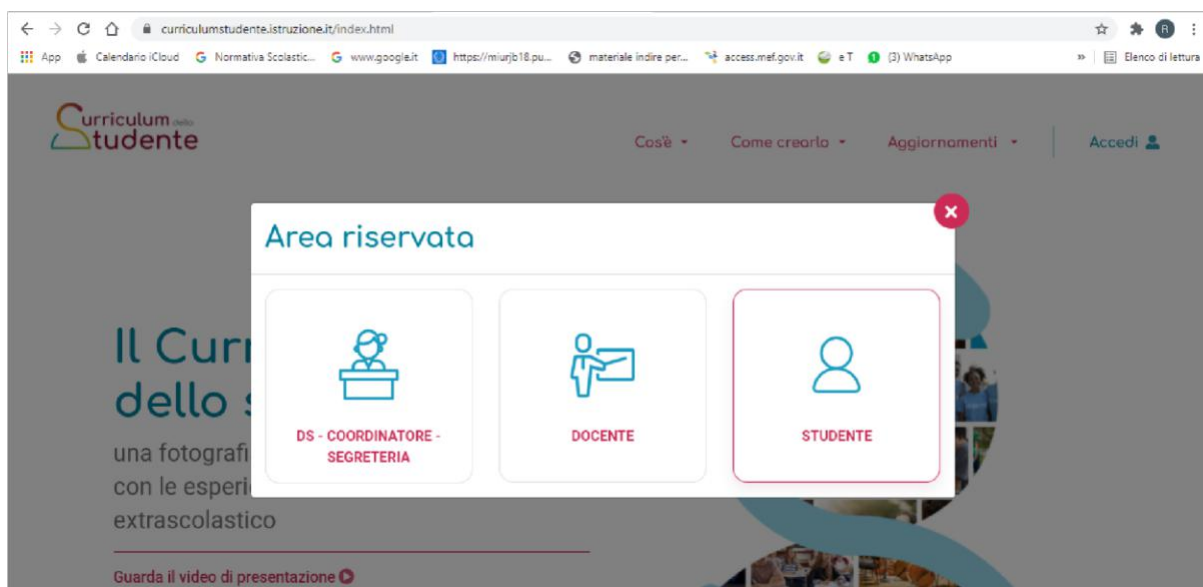 curriculumstudente.istruzione.it/index.html
R
App Calendario iCloud Normativa Scolastic... www.google.it https://miurjb18.pu... materiale indire per... access.mef.gov.it e T (3) WhatsApp » Elenco di lettura
Curriculum dello
Studente
Cos'è Come crearlo Aggiornamenti Accedi
Area riservata
DS - COORDINATORE -
SEGRETERIA
DOCENTE
STUDENTE
Il Curr
dello s
una fotografi
con le esperi
extrascolastico
Guarda il video di presentazione